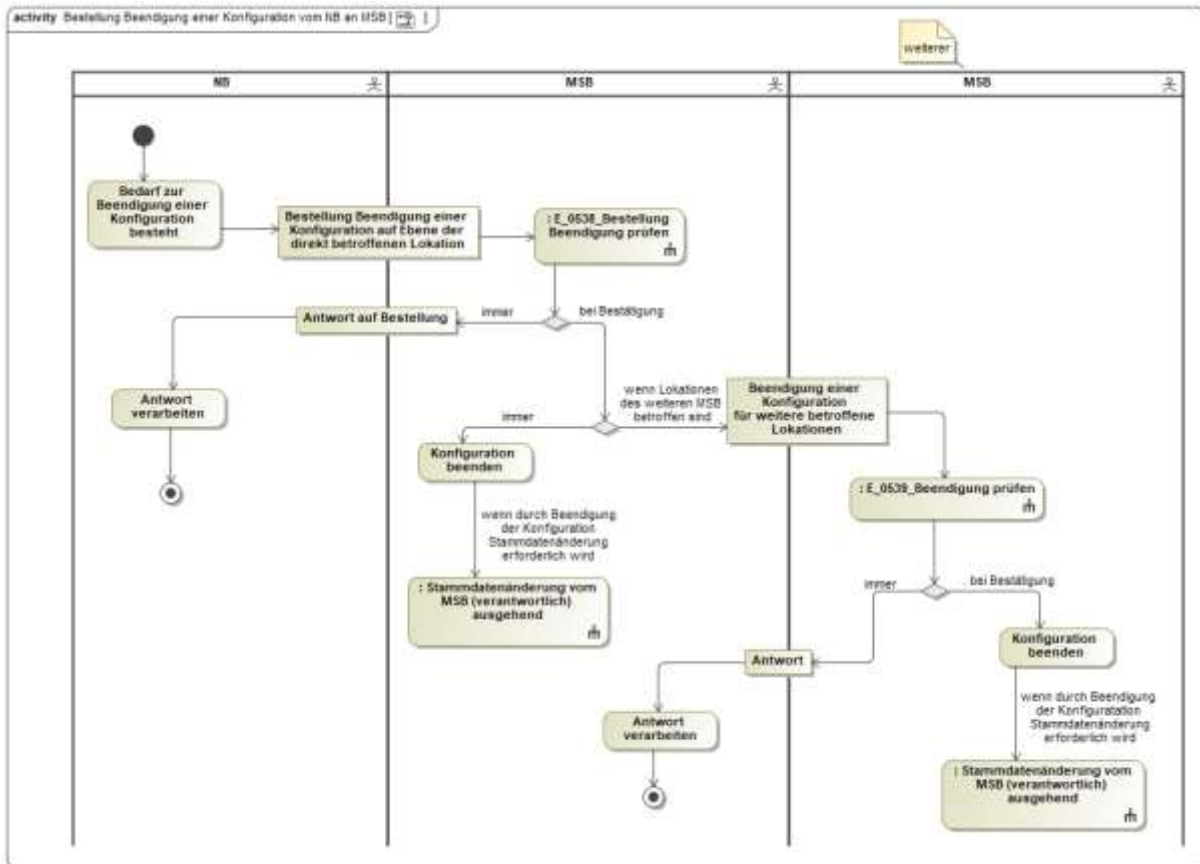 activity Bestellung Beendigung einer Konfiguration vom NB an MSB [ ]
weiterer
NB
MSB
MSB
Bedarf zur
Beendigung einer
Konfiguration
besteht
Bestellung Beendigung einer
Konfiguration auf Ebene der
direkt betroffenen Lokation
: E_0538_Bestellung
Beendigung prüfen
Antwort auf Bestellung
immer
bei Bestätigung
Antwort
verarbeiten
wenn Lokationen
des weiteren MSB
betroffen sind
Beendigung einer
Konfiguration
für weitere betroffene
Lokationen
immer
Konfiguration
beenden
: E_0539_Beendigung prüfen
wenn durch Beendigung
der Konfiguration
Stammdatenänderung
erforderlich wird
: Stammdatenänderung vom
MSB (verantwortlich)
ausgehend
immer
bei Bestätigung
Konfiguration
beenden
Antwort
Antwort
verarbeiten
wenn durch Beendigung
der Konfiguratation
Stammdatenänderung
erforderlich wird
: Stammdatenänderung vom
MSB (verantwortlich)
ausgehend